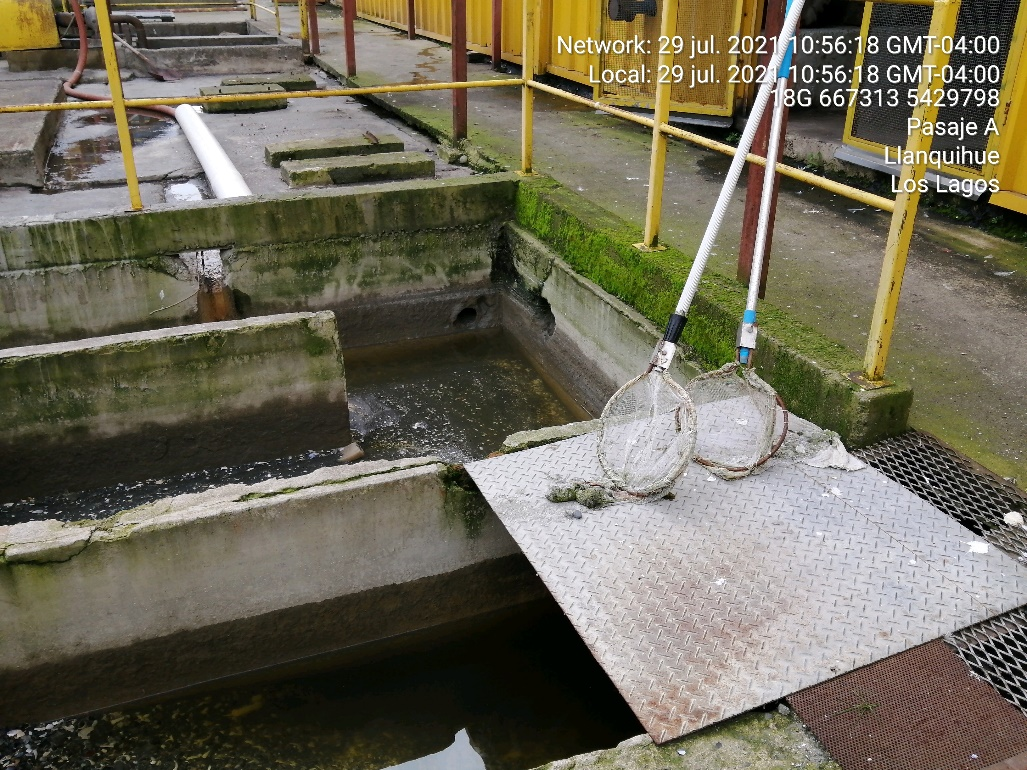 Network: 29 jul. 2021 10:56:18 GMT-04:00
Local: 29 jul. 2021 10:56:18 GMT-04:00
18G 667313 5429798
Pasaje A
Llanquihue
Los Lagos